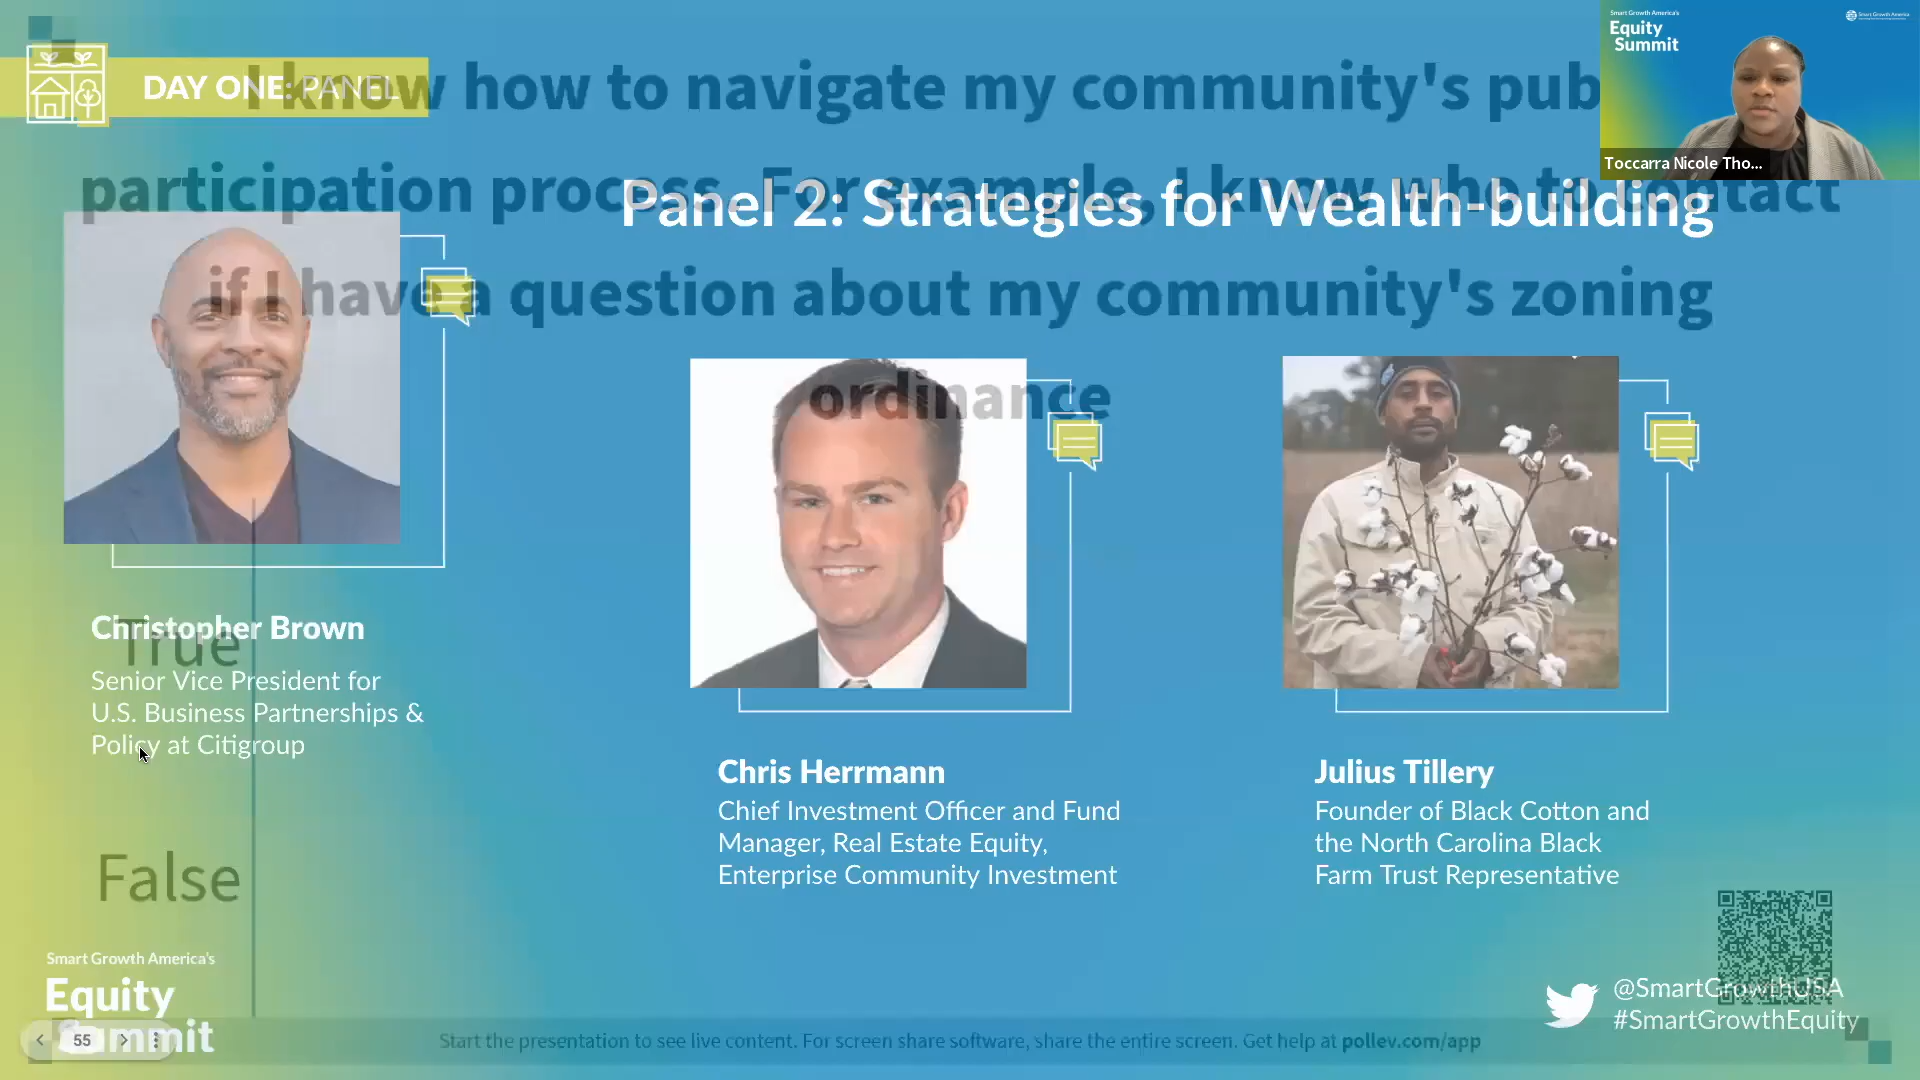 Smart Growth America's
Equity
Summit
Smart Growth America
Toccarra Nicole Tho...
DAY ONE: PANEL
I know how to navigate my community's pub
participation process. For example, I know who to contact
if I have a question about my community's zoning
ordinance
Panel 2: Strategies for Wealth-building
Christopher Brown
Senior Vice President for
U.S. Business Partnerships &
Policy at Citigroup
Chris Herrmann
Chief Investment Officer and Fund
Manager, Real Estate Equity,
Enterprise Community Investment
Julius Tillery
Founder of Black Cotton and
the North Carolina Black
Farm Trust Representative
True
False
Smart Growth America's
Equity
Summit
55
@SmartGrowthUSA
#SmartGrowthEquity
Start the presentation to see live content. For screen share software, share the entire screen. Get help at pollev.com/app